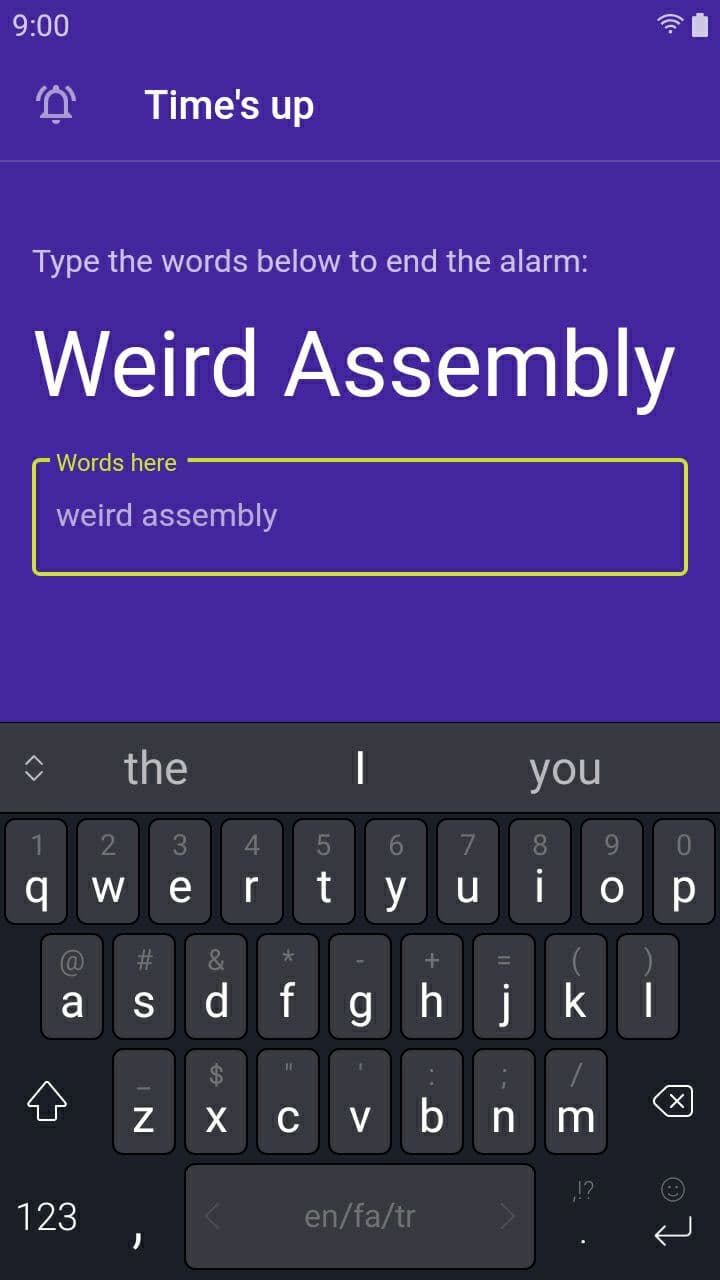 9:00
Time's up
Type the words below to end the alarm:
Weird Assembly
Words here
weird assembly
the I you
1 2 3 4 5 6 7 8 9 0
q w e r t y u i o p
@ # & * - + = ( )
a s d f g h j k l
_ $ " ' : ; /
z x c v b n m
,!?
123 , en/fa/tr .